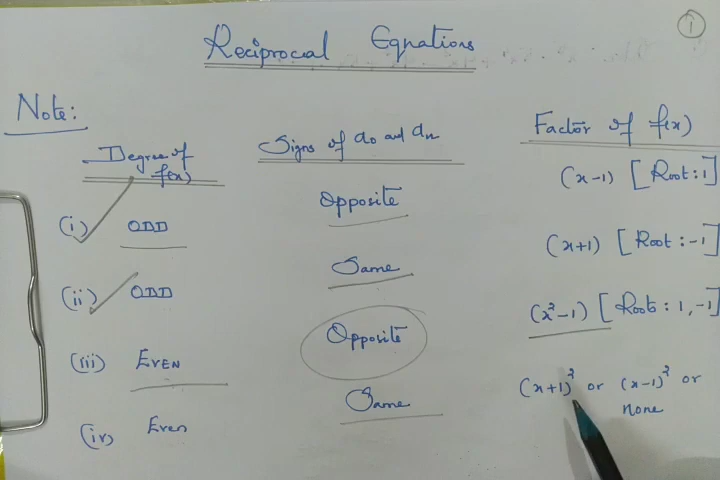 ①
Reciprocal Equations
Note:
Degree of f(x) Signs of a₀ and aₙ Factor of f(x)
(i) ODD Opposite (x-1) [Root: 1]
(ii) ODD Same (x+1) [Root: -1]
(iii) EVEN Opposite (x²-1) [Roots: 1, -1]
(iv) Even Same (x+1)² or (x-1)² or none